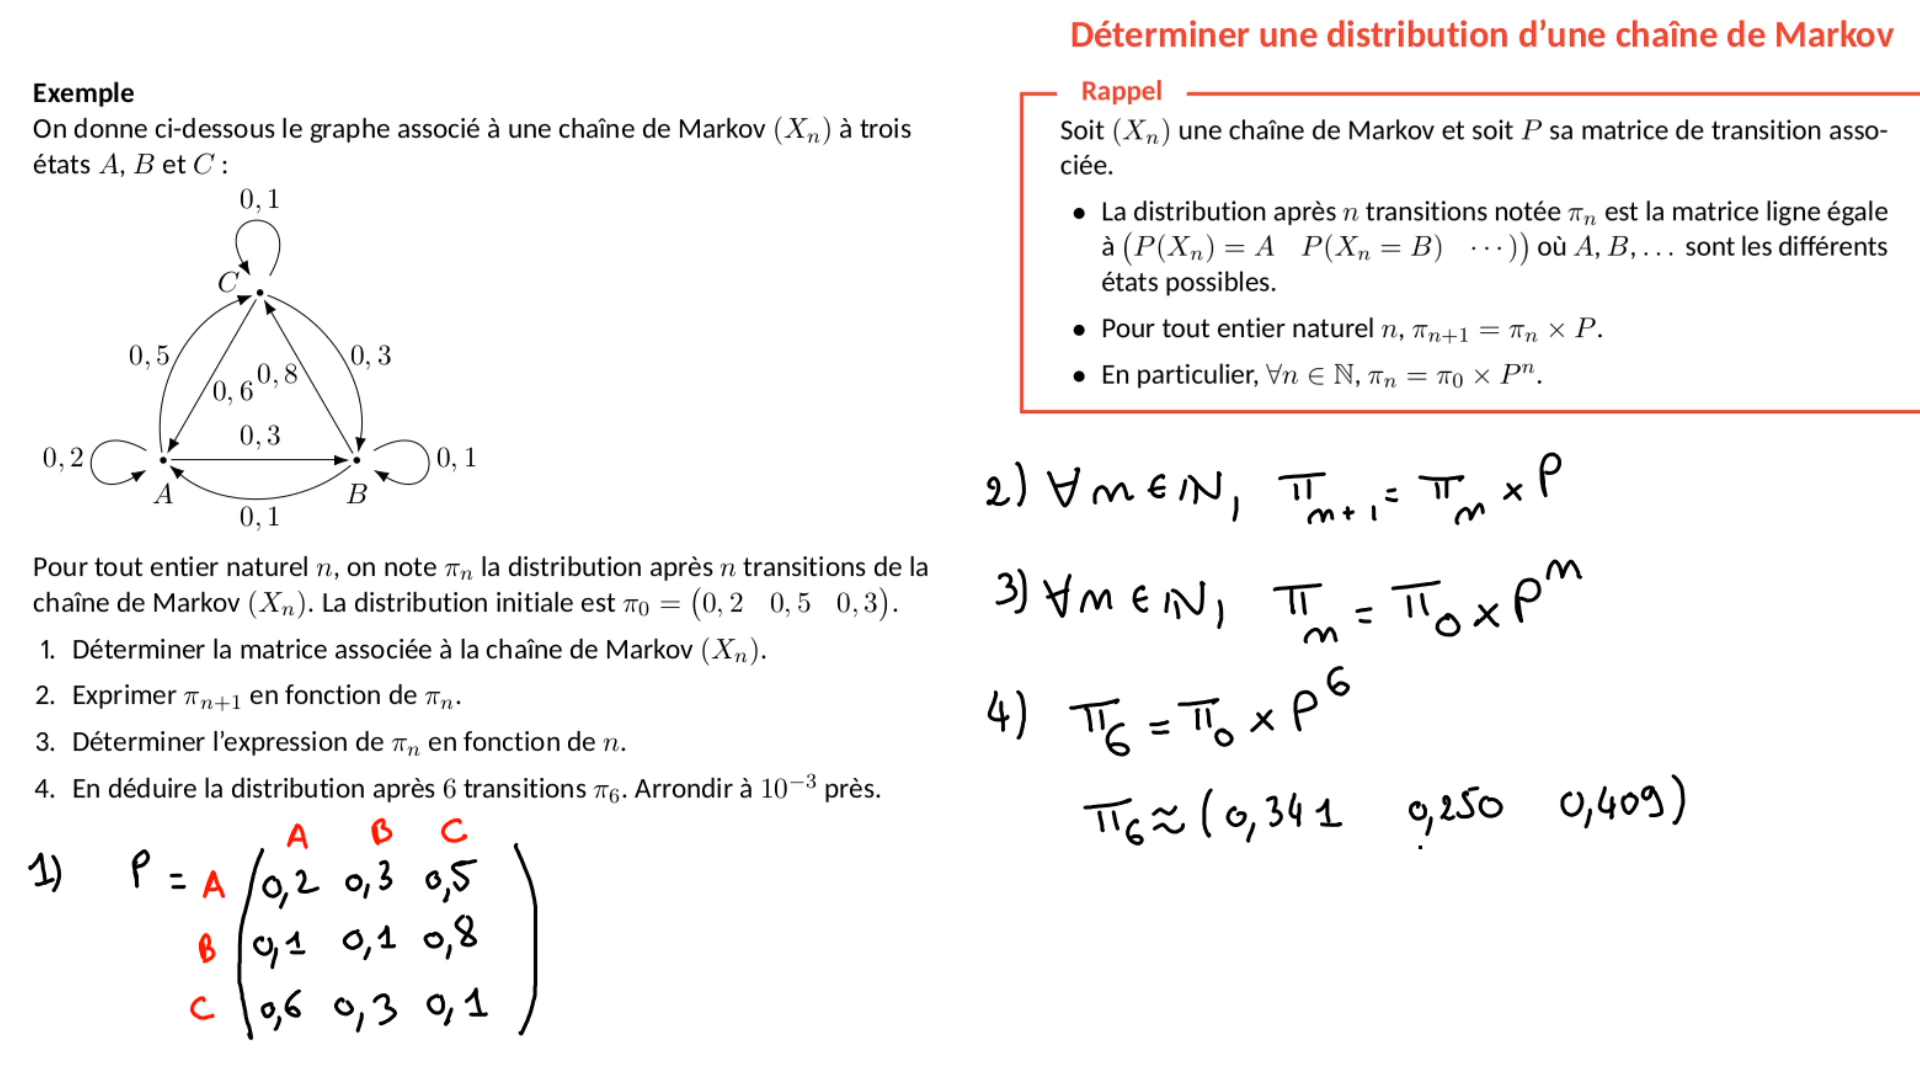 Déterminer une distribution d'une chaîne de Markov
Exemple
On donne ci-dessous le graphe associé à une chaîne de Markov (Xn) à trois
états A, B et C :
0, 1
C
0, 5
0, 3
0, 6
0, 8
0, 3
0, 2
0, 1
A
B
0, 1
Pour tout entier naturel n, on note πn la distribution après n transitions de la
chaîne de Markov (Xn). La distribution initiale est π0 = (0, 2 0, 5 0, 3).
1. Déterminer la matrice associée à la chaîne de Markov (Xn).
2. Exprimer πn+1 en fonction de πn.
3. Déterminer l'expression de πn en fonction de n.
4. En déduire la distribution après 6 transitions π6. Arrondir à 10⁻³ près.
A B C
1) P = A (0,2 0,3 0,5
B 0,1 0,1 0,8
C 0,6 0,3 0,1)
Rappel
Soit (Xn) une chaîne de Markov et soit P sa matrice de transition asso-
ciée.
• La distribution après n transitions notée πn est la matrice ligne égale
à (P(Xn) = A P(Xn = B) ···)) où A, B, ... sont les différents
états possibles.
• Pour tout entier naturel n, πn+1 = πn × P.
• En particulier, ∀n ∈ ℕ, πn = π0 × Pⁿ.
2) ∀n ∈ ℕ, πn+1 = πn × P
3) ∀n ∈ ℕ, πn = π0 × Pⁿ
4) π6 = π0 × P⁶
π6 ≈ (0,341 0,250 0,409)